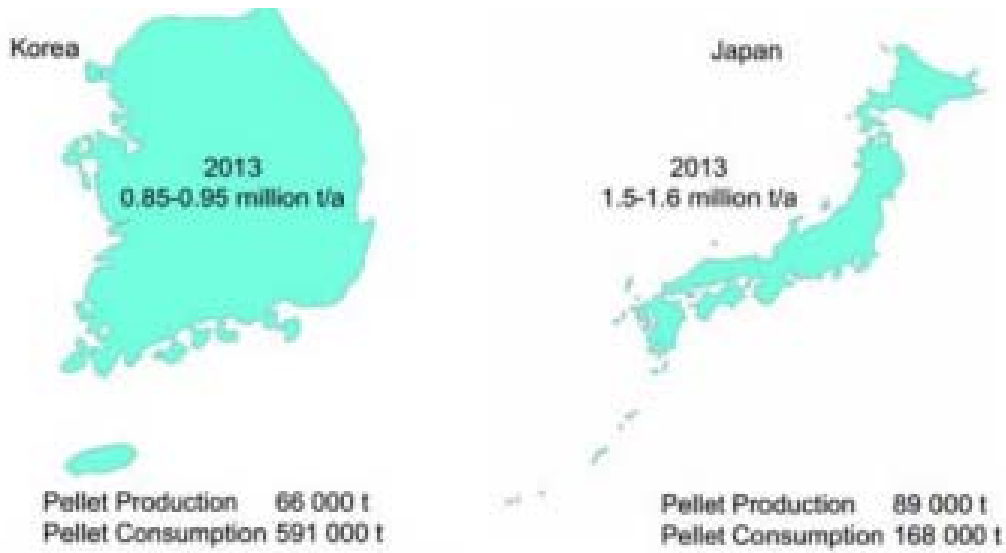 Korea
2013
0.85-0.95 million t/a
Pellet Production 66 000 t
Pellet Consumption 591 000 t
Japan
2013
1.5-1.6 million t/a
Pellet Production 89 000 t
Pellet Consumption 168 000 t